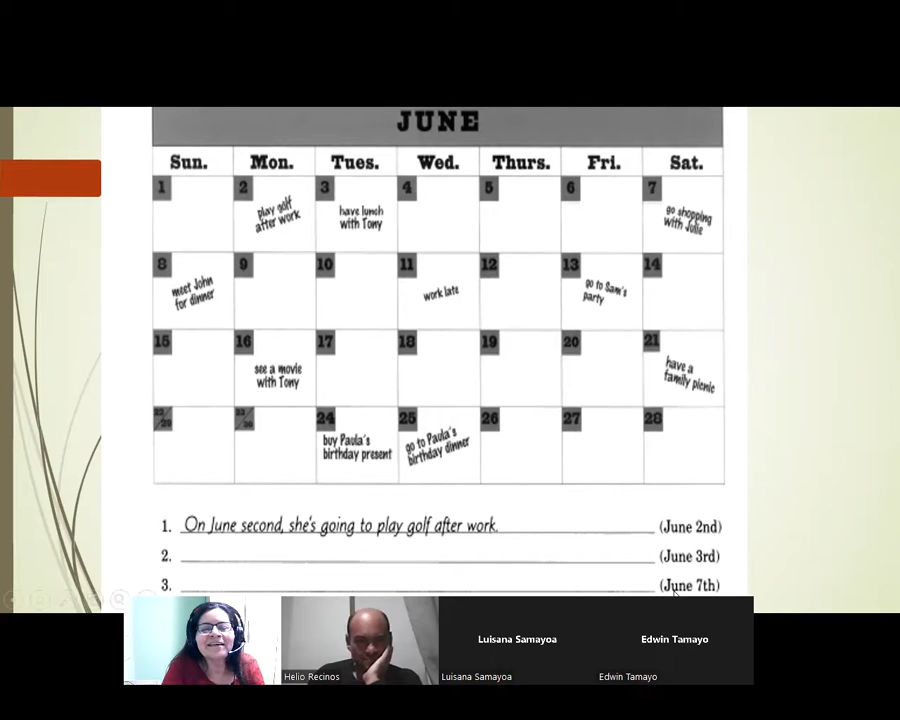 JUNE
Sun. Mon. Tues. Wed. Thurs. Fri. Sat.
1 2 3 4 5 6 7
play golf
after work
have lunch
with Tony
go shopping
with Julie
8 9 10 11 12 13 14
meet John
for dinner
work late
go to Sam's
party
15 16 17 18 19 20 21
see a movie
with Tony
have a
family picnic
24 25 26 27 28
buy Paula's
birthday present
go to Paula's
birthday dinner
1. On June second, she's going to play golf after work. (June 2nd)
2. (June 3rd)
3. (June 7th)
Luisana Samayoa
Edwin Tamayo
Helio Recinos
Luisana Samayoa
Edwin Tamayo